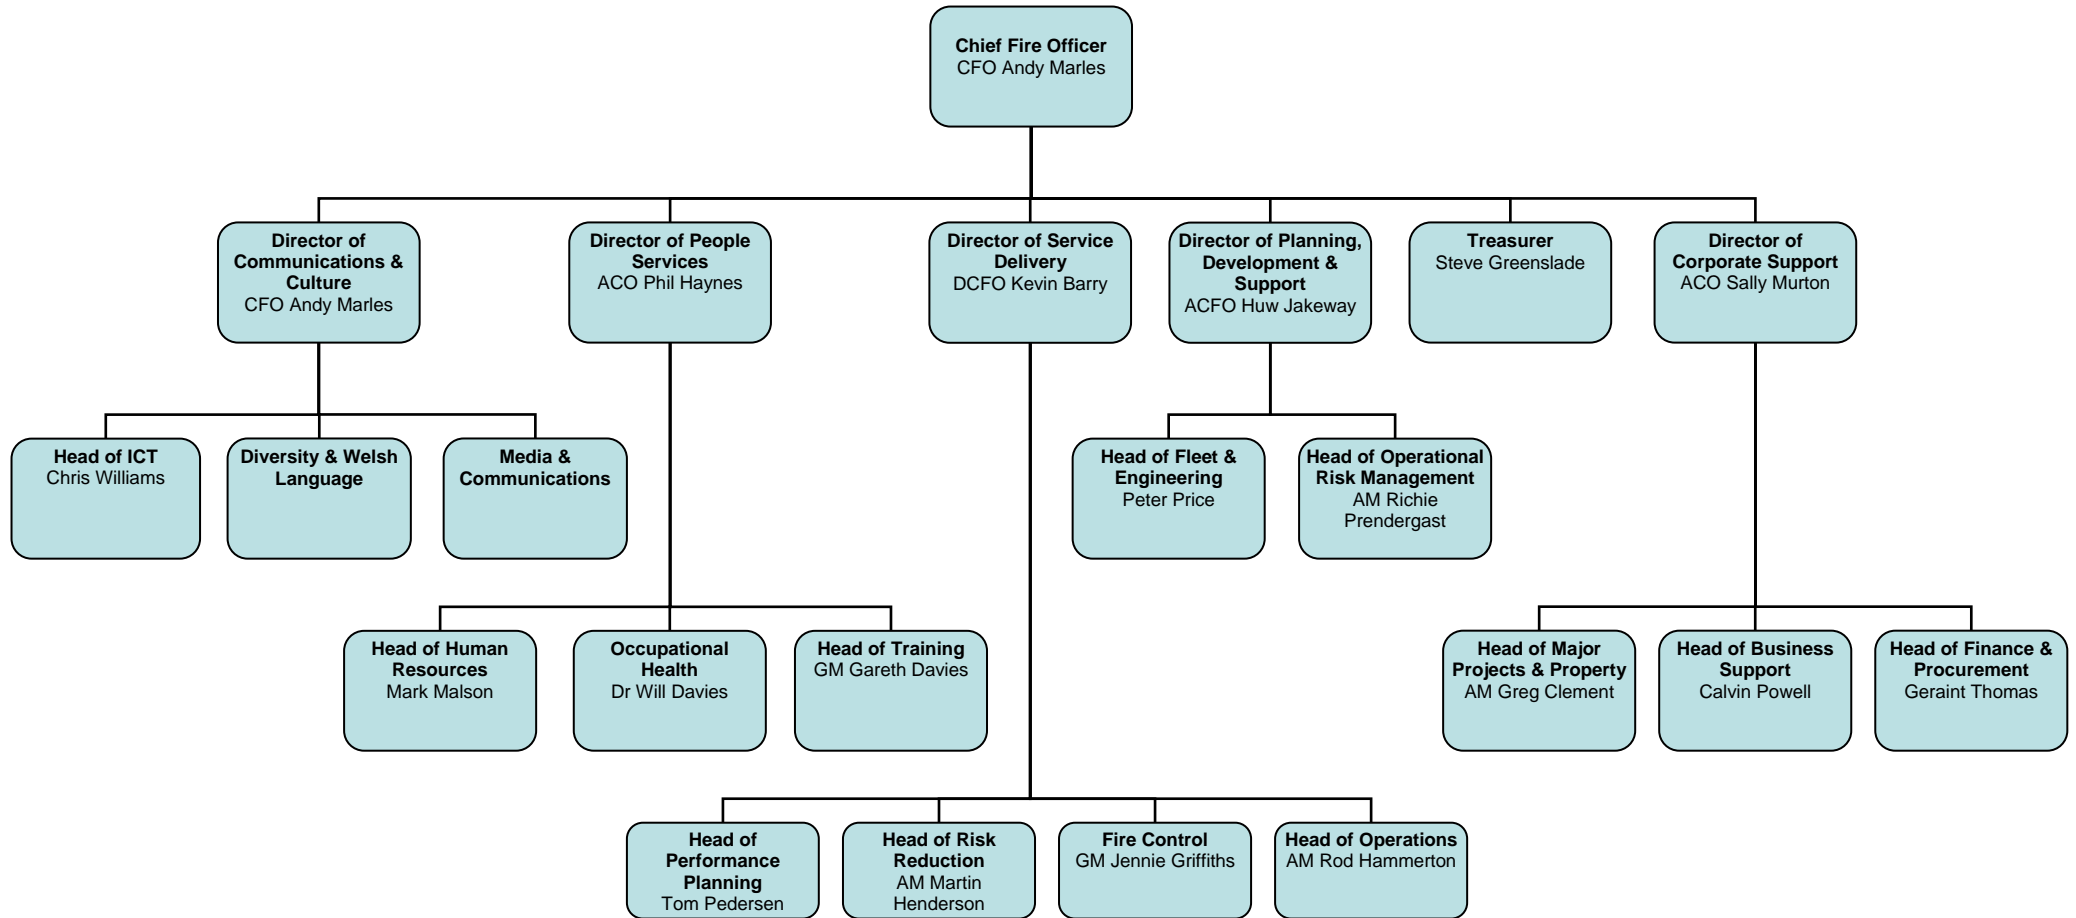 Chief Fire Officer
CFO Andy Marles
Director of
Communications &
Culture
CFO Andy Marles
Director of People
Services
ACO Phil Haynes
Director of Service
Delivery
DCFO Kevin Barry
Director of Planning,
Development &
Support
ACFO Huw Jakeway
Treasurer
Steve Greenslade
Director of
Corporate Support
ACO Sally Murton
Head of ICT
Chris Williams
Diversity & Welsh
Language
Media &
Communications
Head of Fleet &
Engineering
Peter Price
Head of Operational
Risk Management
AM Richie
Prendergast
Head of Human
Resources
Mark Malson
Occupational
Health
Dr Will Davies
Head of Training
GM Gareth Davies
Head of Major
Projects & Property
AM Greg Clement
Head of Business
Support
Calvin Powell
Head of Finance &
Procurement
Geraint Thomas
Head of
Performance
Planning
Tom Pedersen
Head of Risk
Reduction
AM Martin
Henderson
Fire Control
GM Jennie Griffiths
Head of Operations
AM Rod Hammerton